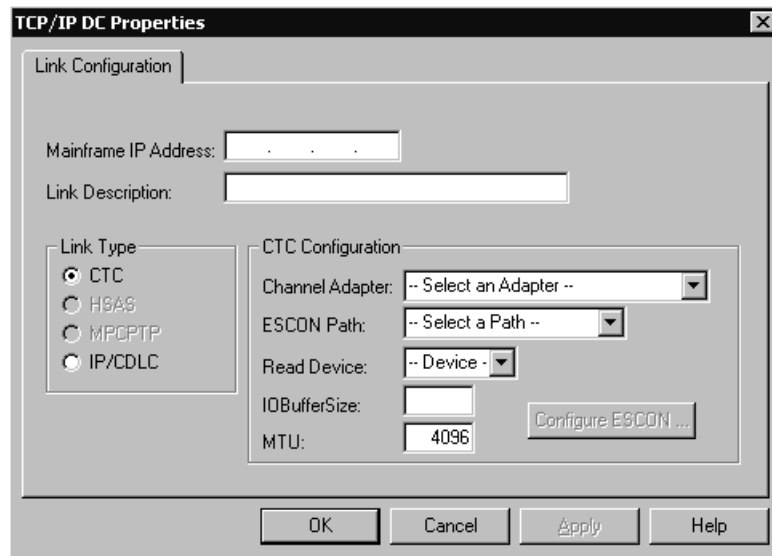 TCP/IP DC Properties
Link Configuration
Mainframe IP Address: . . .
Link Description:
Link Type
CTC
HSAS
MPCPTP
IP/CDLC
CTC Configuration
Channel Adapter: -- Select an Adapter --
ESCON Path: -- Select a Path --
Read Device: -- Device -
IOBufferSize:
MTU: 4096
Configure ESCON ...
OK Cancel Apply Help